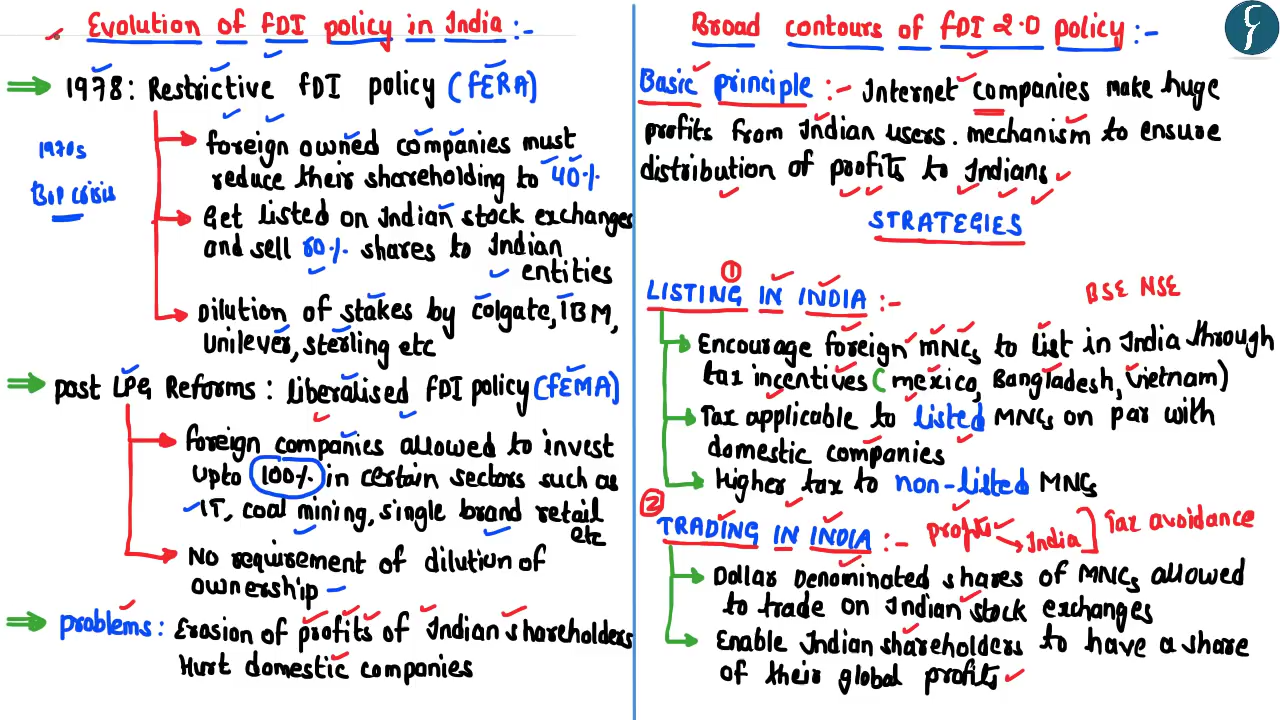 Evolution of FDI policy in India :-
⇒ 1978: Restrictive FDI policy (FERA)
1970s
BoP crisis
foreign owned companies must
reduce their shareholding to 40%
Get listed on Indian stock exchanges
and sell 60% shares to Indian
entities
Dilution of stakes by Colgate, IBM,
Unilever, sterling etc
⇒ Post LPG Reforms : liberalised FDI policy (FEMA)
foreign companies allowed to invest
upto 100% in certain sectors such as
IT, coal mining, single brand retail
etc
No requirement of dilution of
ownership
⇒ problems : Erosion of profits of Indian shareholders
Hurt domestic companies
Broad contours of FDI 2.0 policy :-
Basic principle :- Internet companies make huge
profits from Indian users. mechanism to ensure
distribution of profits to Indians
STRATEGIES
① LISTING IN INDIA :-
BSE NSE
Encourage foreign MNCs to list in India through
tax incentives (mexico, Bangladesh, Vietnam)
Tax applicable to listed MNCs on par with
domestic companies
Higher tax to non-listed MNCs
② TRADING IN INDIA :- profits → India ] Tax avoidance
Dollar Denominated shares of MNCs allowed
to trade on Indian stock exchanges
Enable Indian shareholders to have a share
of their global profits